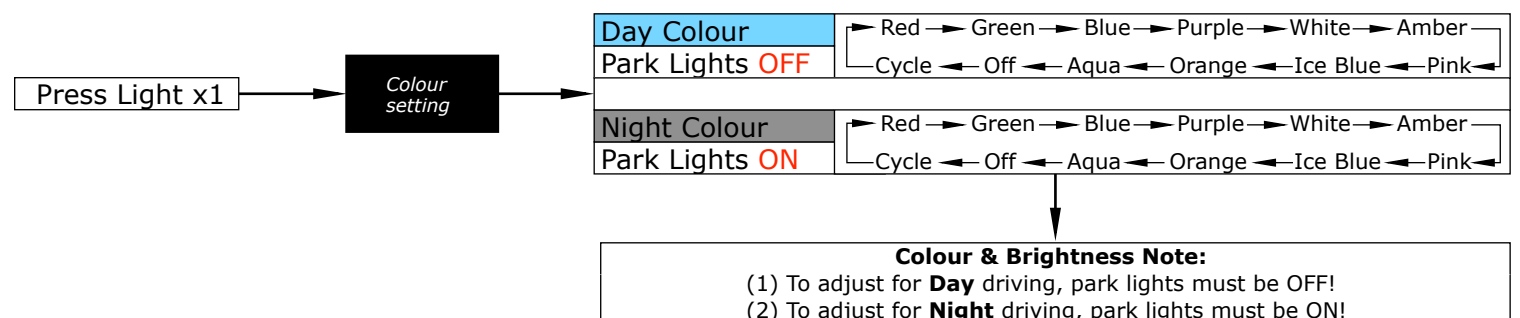 Press Light x1
Colour
setting
Day Colour
Park Lights OFF
Red Green Blue Purple White Amber
Cycle Off Aqua Orange Ice Blue Pink
Night Colour
Park Lights ON
Red Green Blue Purple White Amber
Cycle Off Aqua Orange Ice Blue Pink
Colour & Brightness Note:
(1) To adjust for Day driving, park lights must be OFF!
(2) To adjust for Night driving, park lights must be ON!